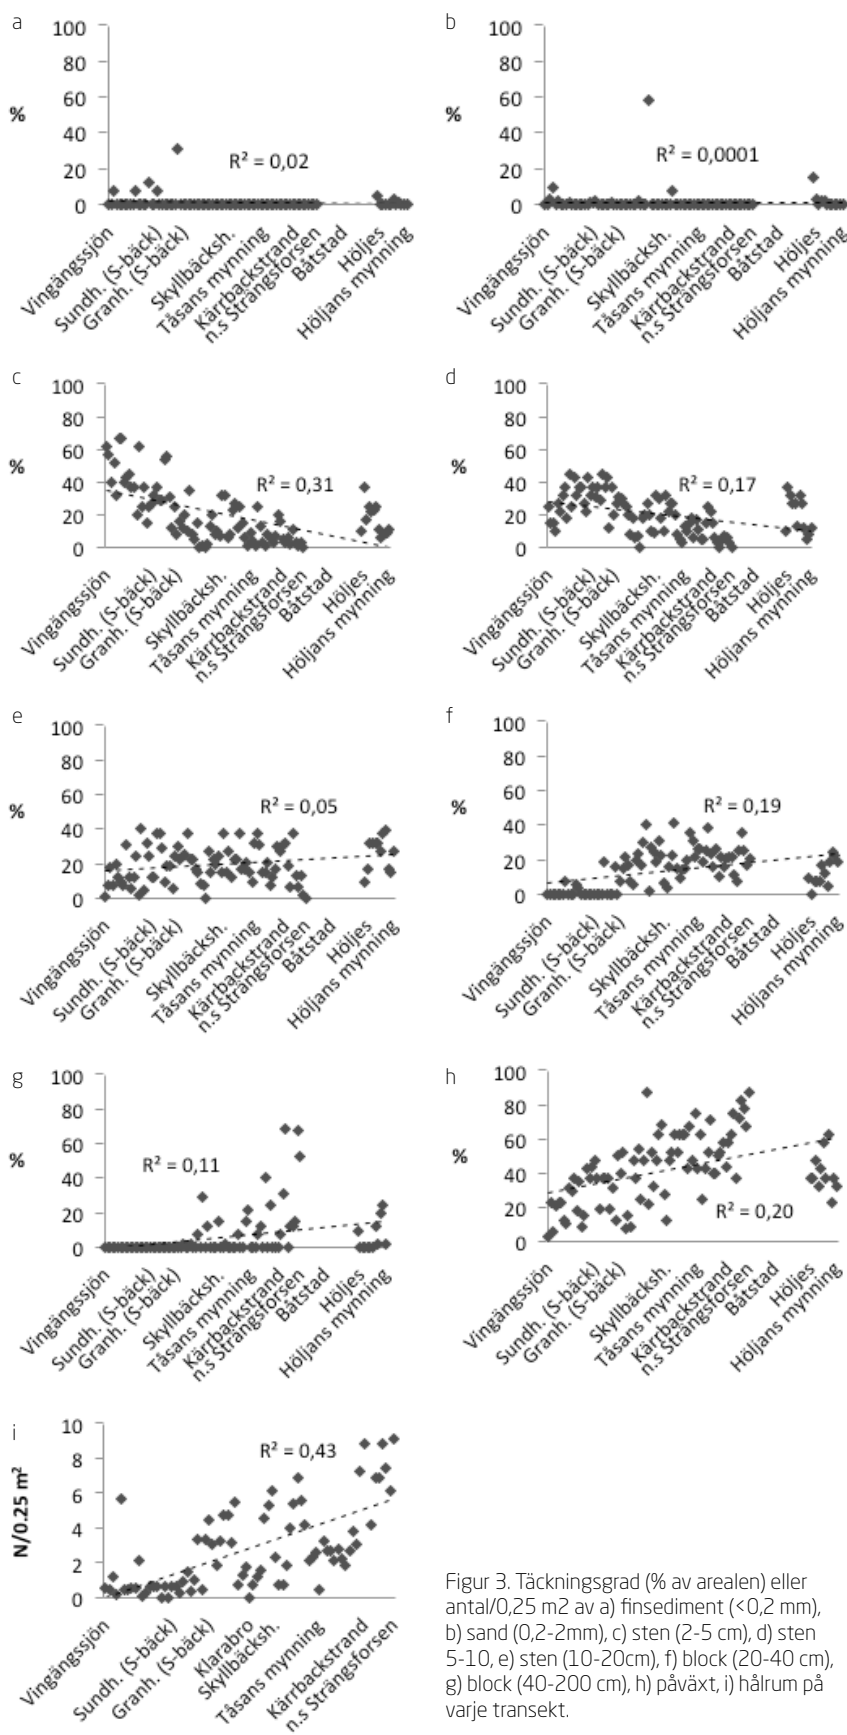 a
100
80
60
%
40
20
0
R² = 0,02
Vingängssjön
Sundh. (S-bäck)
Granh. (S-bäck)
Skyllbäcksh.
Tåsans mynning
Kärrbackstrand
n.s Strängsforsen
Båtstad
Höljes
Höljans mynning
b
100
80
60
%
40
20
0
R² = 0,0001
Vingängssjön
Sundh. (S-bäck)
Granh. (S-bäck)
Skyllbäcksh.
Tåsans mynning
Kärrbackstrand
n.s Strängsforsen
Båtstad
Höljes
Höljans mynning
c
100
80
60
%
40
20
0
R² = 0,31
Vingängssjön
Sundh. (S-bäck)
Granh. (S-bäck)
Skyllbäcksh.
Tåsans mynning
Kärrbackstrand
n.s Strängsforsen
Båtstad
Höljes
Höljans mynning
d
100
80
60
%
40
20
0
R² = 0,17
Vingängssjön
Sundh. (S-bäck)
Granh. (S-bäck)
Skyllbäcksh.
Tåsans mynning
Kärrbackstrand
n.s Strängsforsen
Båtstad
Höljes
Höljans mynning
e
100
80
60
%
40
20
0
R² = 0,05
Vingängssjön
Sundh. (S-bäck)
Granh. (S-bäck)
Skyllbäcksh.
Tåsans mynning
Kärrbackstrand
n.s Strängsforsen
Båtstad
Höljes
Höljans mynning
f
100
80
60
%
40
20
0
R² = 0,19
Vingängssjön
Sundh. (S-bäck)
Granh. (S-bäck)
Skyllbäcksh.
Tåsans mynning
Kärrbackstrand
n.s Strängsforsen
Båtstad
Höljes
Höljans mynning
g
100
80
60
%
40
20
0
R² = 0,11
Vingängssjön
Sundh. (S-bäck)
Granh. (S-bäck)
Skyllbäcksh.
Tåsans mynning
Kärrbackstrand
n.s Strängsforsen
Båtstad
Höljes
Höljans mynning
h
100
80
60
%
40
20
0
R² = 0,20
Vingängssjön
Sundh. (S-bäck)
Granh. (S-bäck)
Skyllbäcksh.
Tåsans mynning
Kärrbackstrand
n.s Strängsforsen
Båtstad
Höljes
Höljans mynning
i
10
8
6
4
2
0
N/0.25 m²
R² = 0,43
Vingängssjön
Sundh. (S-bäck)
Granh. (S-bäck)
Klarabro
Skyllbäcksh.
Tåsans mynning
Kärrbackstrand
n.s Strängsforsen
Figur 3. Täckningsgrad (% av arealen) eller
antal/0,25 m2 av a) finsediment (<0,2 mm),
b) sand (0,2-2mm), c) sten (2-5 cm), d) sten
5-10, e) sten (10-20cm), f) block (20-40 cm),
g) block (40-200 cm), h) påväxt, i) hålrum på
varje transekt.